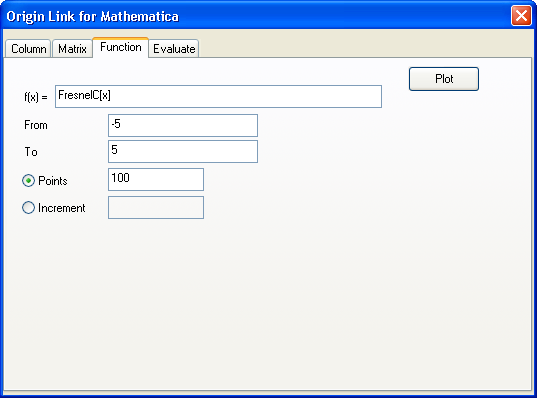 Origin Link for Mathematica
Column Matrix Function Evaluate
Plot
f(x) = FresnelC[x]
From -5
To 5
Points 100
Increment